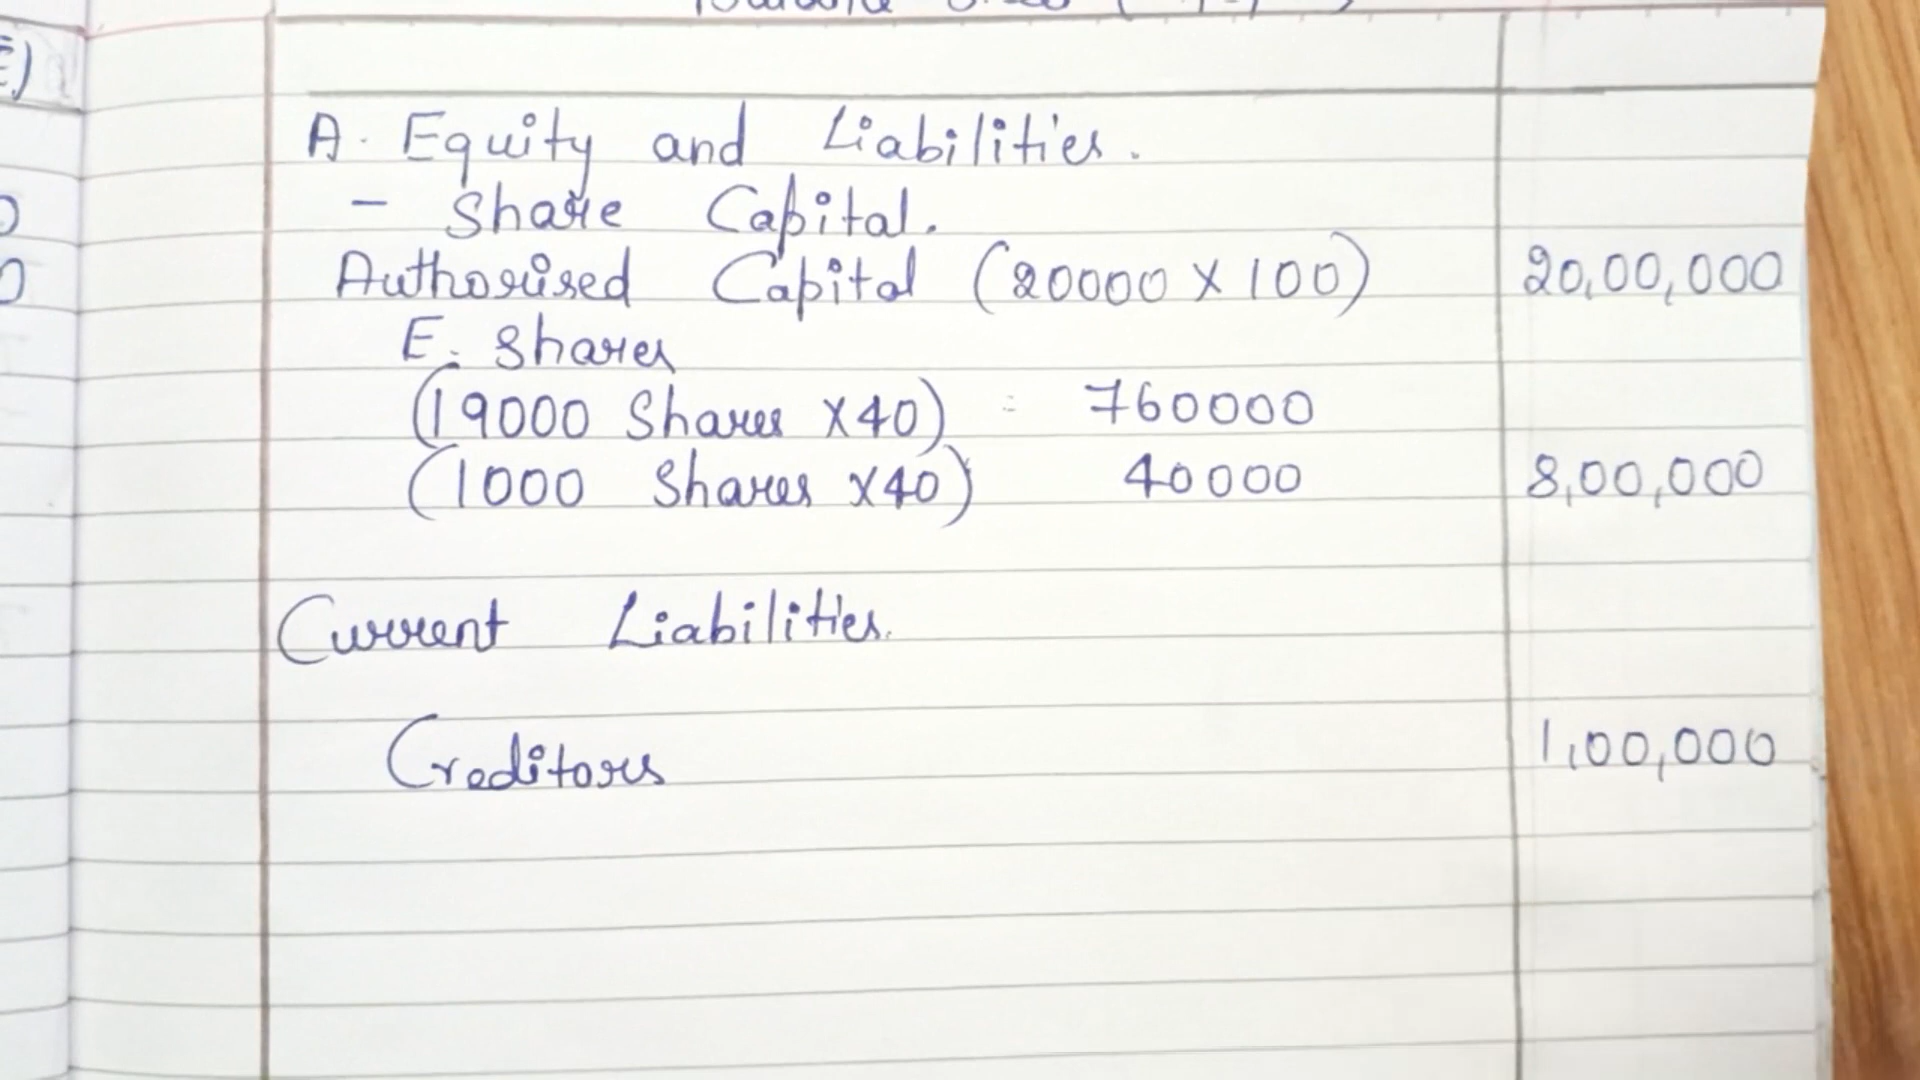 A. Equity and Liabilities.
- Share Capital.
Authorised Capital (20000 X 100) 20,00,000
E. Shares
(19000 Shares X40) = 760000
(1000 Shares X40) 40000 8,00,000
Current Liabilities.
Creditors 1,00,000